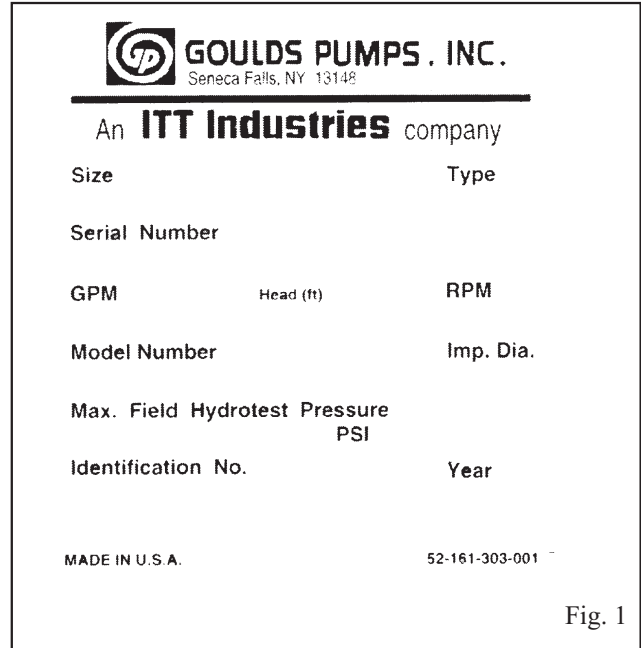 GOULDS PUMPS, INC.
Seneca Falls, NY 13148
An ITT Industries company
Size Type
Serial Number
GPM Head (ft) RPM
Model Number Imp. Dia.
Max. Field Hydrotest Pressure
PSI
Identification No. Year
MADE IN U.S.A. 52-161-303-001
Fig. 1